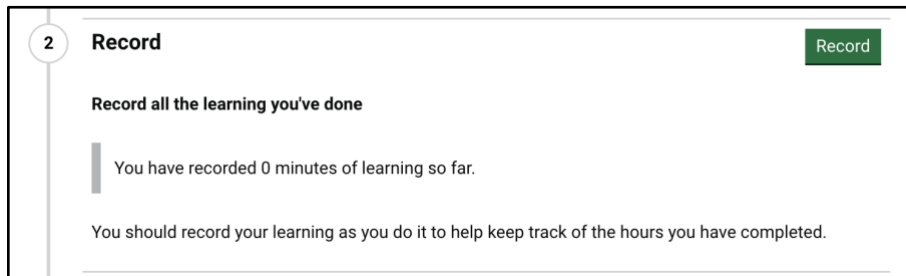 2
Record
Record
Record all the learning you've done
You have recorded 0 minutes of learning so far.
You should record your learning as you do it to help keep track of the hours you have completed.